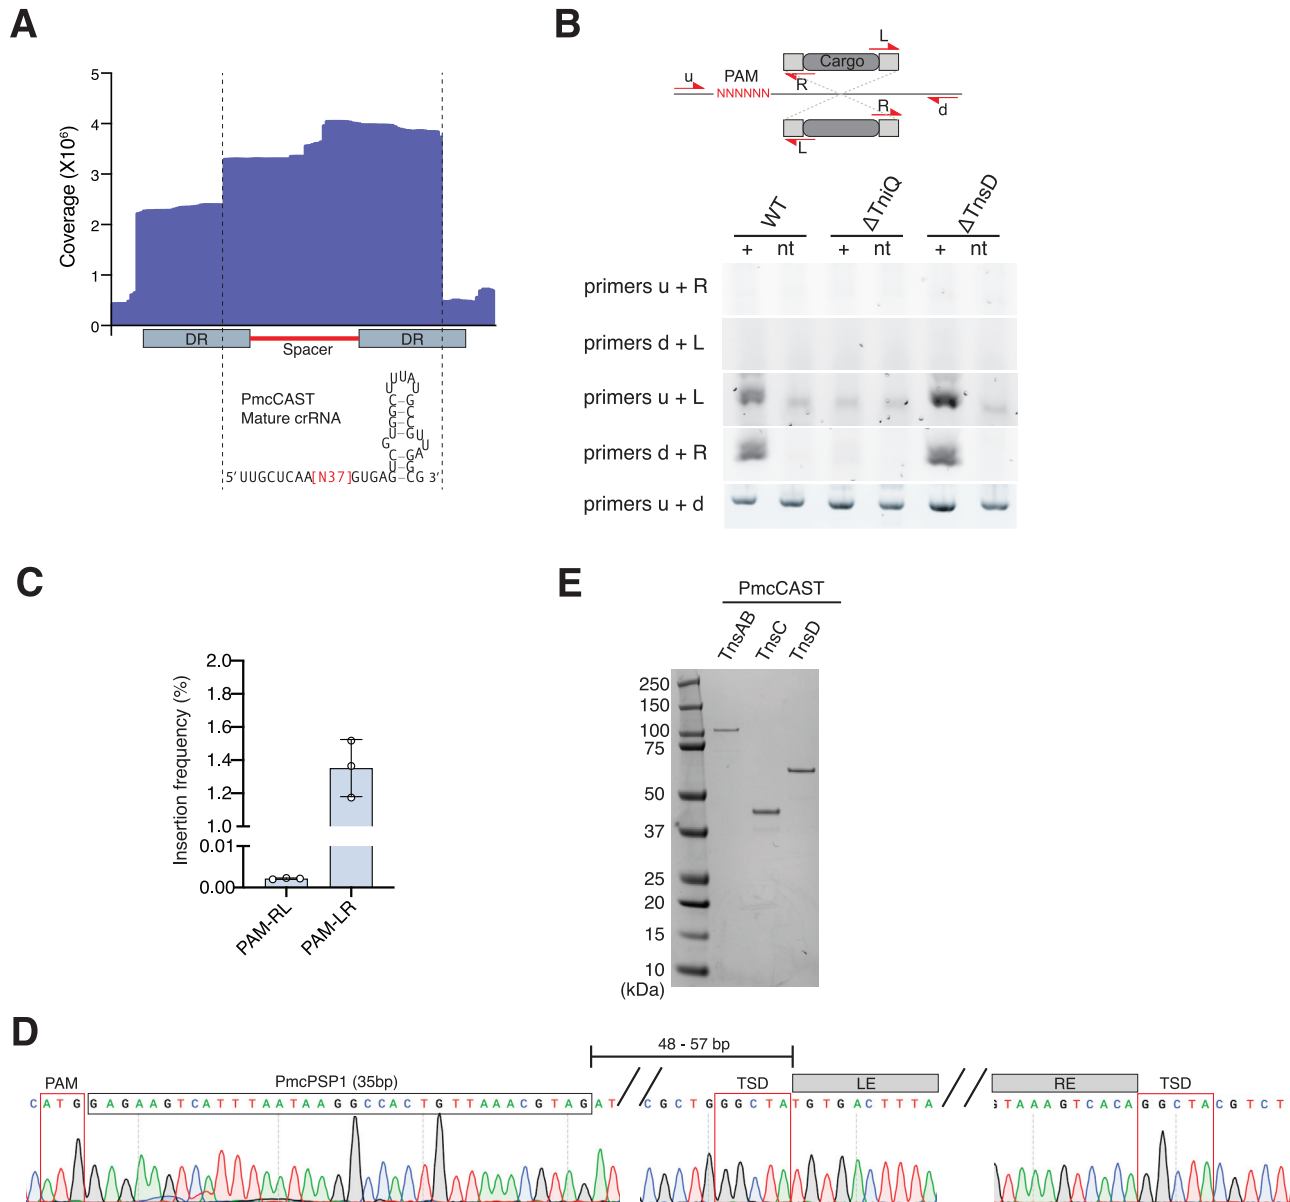 A
5
4
3
2
1
0
Coverage (X10⁶)
DR
DR
Spacer
PmcCAST
Mature crRNA
5′UUGCUCAA[N37]GUGAG
CG 3′
B
L
Cargo
u
PAM
NNNNNN
R
R
d
L
WT
ΔTniQ
ΔTnsD
+ nt + nt + nt
primers u + R
primers d + L
primers u + L
primers d + R
primers u + d
C
Insertion frequency (%)
2.0
1.8
1.6
1.4
1.2
1.0
0.01
0.00
PAM-RL
PAM-LR
E
PmcCAST
TnsAB
TnsC
TnsD
250
150
100
75
50
37
25
20
15
10
(kDa)
D
48 - 57 bp
PAM
PmcPSP1 (35bp)
TSD
LE
RE
TSD
C A T G G A G A A G T C A T T T A A T A A G G C C A C T G T T A A A C G T A G A T
C G C T G G G C T A T G T G A C T T T A
G T A A A G T C A C A G G C T A C G T C T